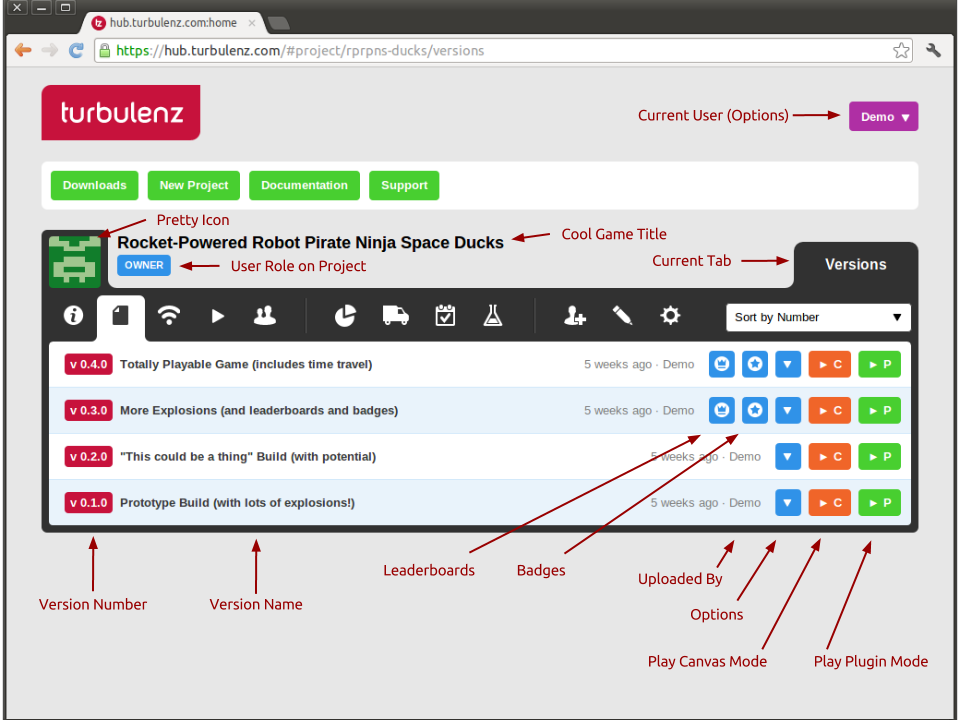 hub.turbulenz.com:home
https://hub.turbulenz.com/#project/rprpns-ducks/versions
turbulenz
Current User (Options)
Demo ▼
Downloads
New Project
Documentation
Support
Pretty Icon
Rocket-Powered Robot Pirate Ninja Space Ducks
Cool Game Title
OWNER
User Role on Project
Current Tab
Versions
Sort by Number ▼
v 0.4.0 Totally Playable Game (includes time travel) 5 weeks ago · Demo ▼ ► C ► P
v 0.3.0 More Explosions (and leaderboards and badges) 5 weeks ago · Demo ▼ ► C ► P
v 0.2.0 "This could be a thing" Build (with potential) 5 weeks ago · Demo ▼ ► C ► P
v 0.1.0 Prototype Build (with lots of explosions!) 5 weeks ago · Demo ▼ ► C ► P
Leaderboards
Badges
Uploaded By
Version Number
Version Name
Options
Play Canvas Mode
Play Plugin Mode